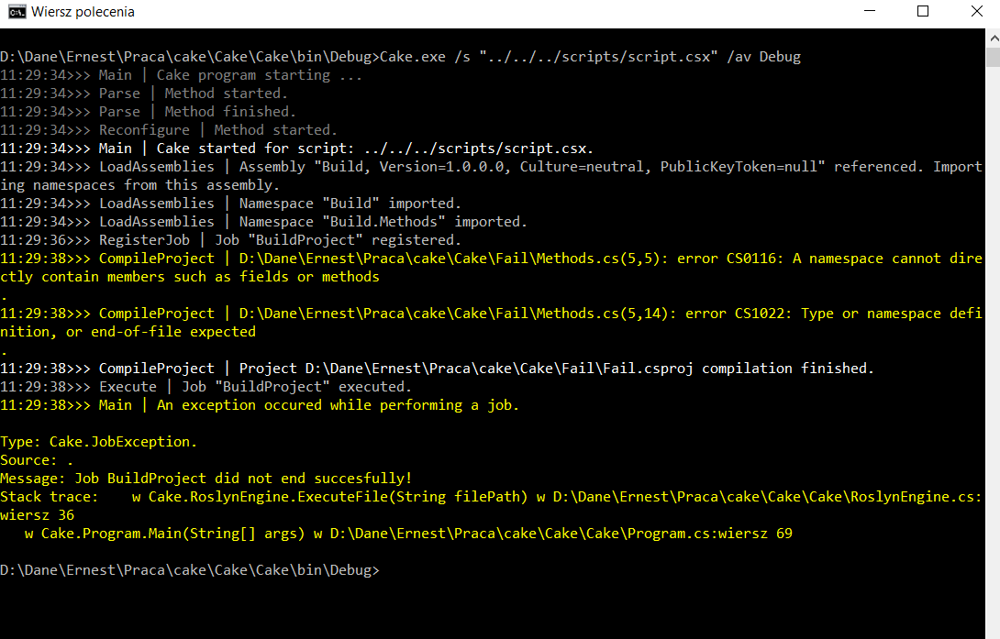 Wiersz polecenia
D:\Dane\Ernest\Praca\cake\Cake\Cake\bin\Debug>Cake.exe /s "../../../scripts/script.csx" /av Debug
11:29:34>>> Main | Cake program starting ...
11:29:34>>> Parse | Method started.
11:29:34>>> Parse | Method finished.
11:29:34>>> Reconfigure | Method started.
11:29:34>>> Main | Cake started for script: ../../../scripts/script.csx.
11:29:34>>> LoadAssemblies | Assembly "Build, Version=1.0.0.0, Culture=neutral, PublicKeyToken=null" referenced. Import
ing namespaces from this assembly.
11:29:34>>> LoadAssemblies | Namespace "Build" imported.
11:29:34>>> LoadAssemblies | Namespace "Build.Methods" imported.
11:29:36>>> RegisterJob | Job "BuildProject" registered.
11:29:38>>> CompileProject | D:\Dane\Ernest\Praca\cake\Cake\Fail\Methods.cs(5,5): error CS0116: A namespace cannot dire
ctly contain members such as fields or methods
.
11:29:38>>> CompileProject | D:\Dane\Ernest\Praca\cake\Cake\Fail\Methods.cs(5,14): error CS1022: Type or namespace defi
nition, or end-of-file expected
.
11:29:38>>> CompileProject | Project D:\Dane\Ernest\Praca\cake\Cake\Fail\Fail.csproj compilation finished.
11:29:38>>> Execute | Job "BuildProject" executed.
11:29:38>>> Main | An exception occured while performing a job.
Type: Cake.JobException.
Source: .
Message: Job BuildProject did not end succesfully!
Stack trace:    w Cake.RoslynEngine.ExecuteFile(String filePath) w D:\Dane\Ernest\Praca\cake\Cake\Cake\RoslynEngine.cs:
wiersz 36
   w Cake.Program.Main(String[] args) w D:\Dane\Ernest\Praca\cake\Cake\Cake\Program.cs:wiersz 69
D:\Dane\Ernest\Praca\cake\Cake\Cake\bin\Debug>